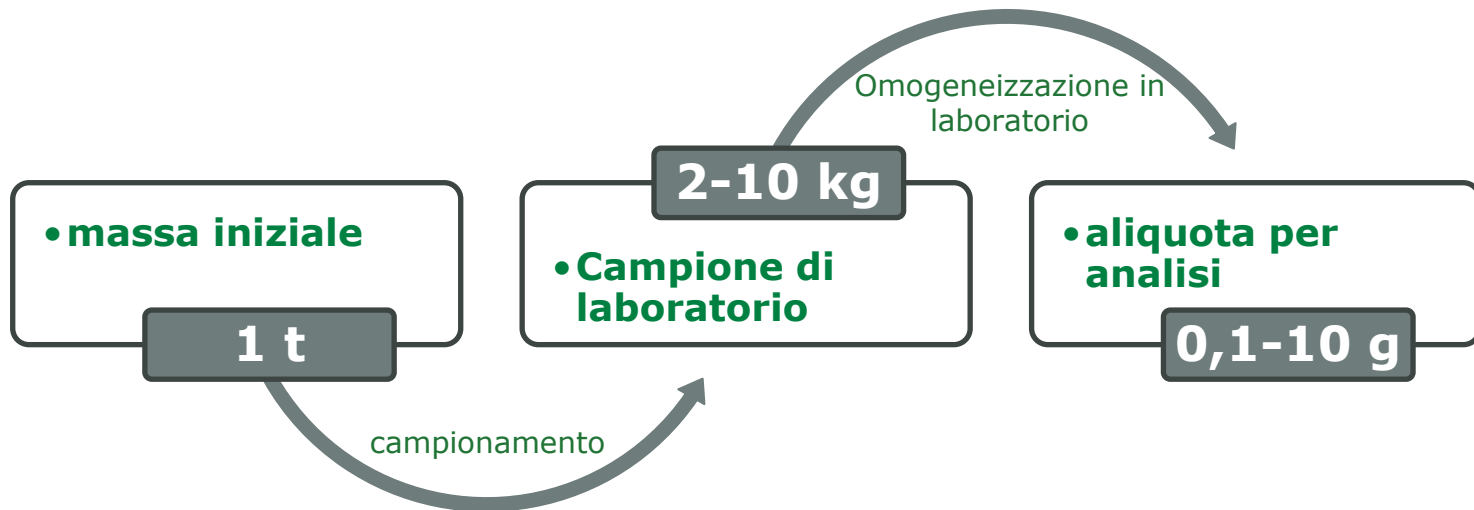 • massa iniziale
1 t
campionamento
2-10 kg
• Campione di
laboratorio
Omogeneizzazione in
laboratorio
• aliquota per
analisi
0,1-10 g